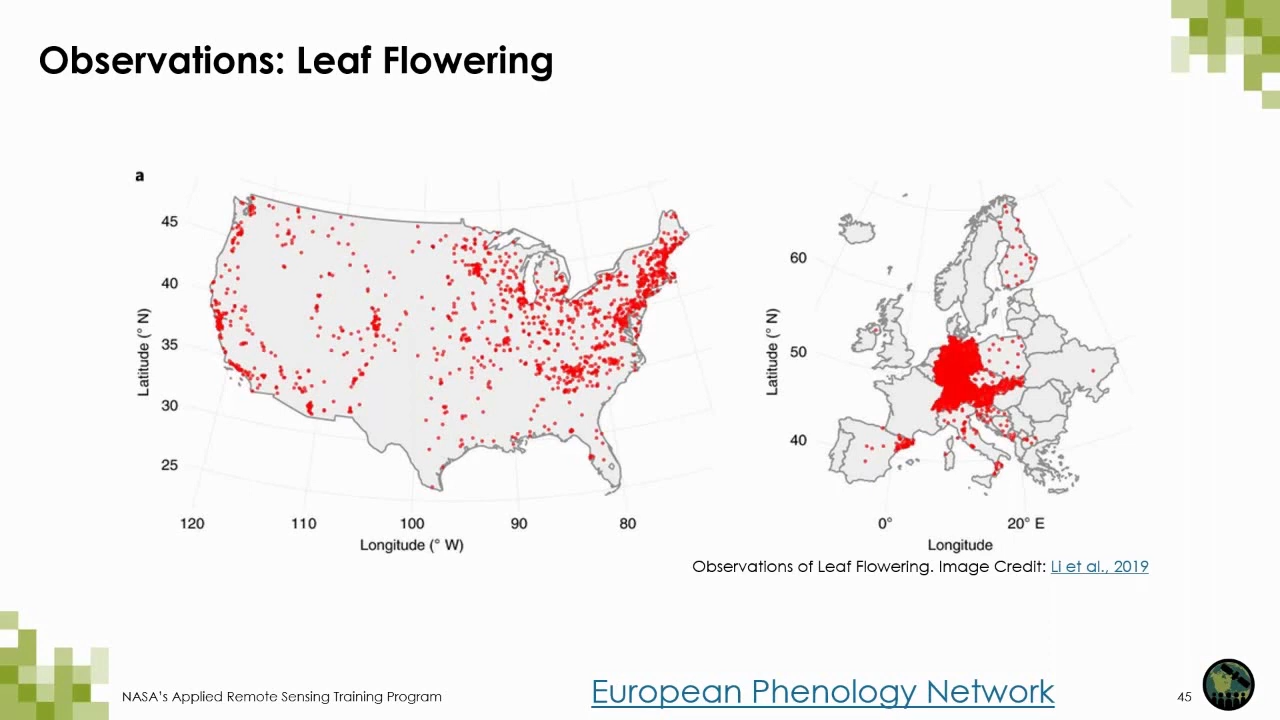 Observations: Leaf Flowering
a
45
40
35
30
25
Latitude (° N)
120 110 100 90 80
Longitude (° W)
60
50
40
Latitude (° N)
0° 20° E
Longitude
Observations of Leaf Flowering. Image Credit: Li et al., 2019
NASA's Applied Remote Sensing Training Program
European Phenology Network
45